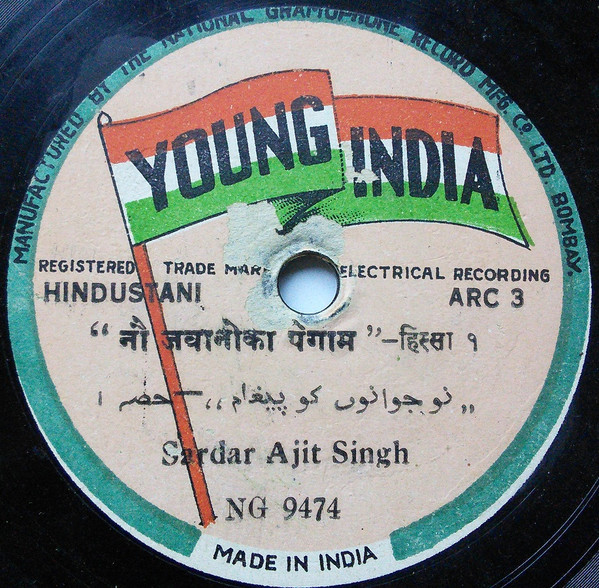 MANUFACTURED BY THE NATIONAL GRAMOPHONE RECORD MFG. CO. LTD. BOMBAY.
YOUNG INDIA
REGISTERED TRADE MAR ELECTRICAL RECORDING
HINDUSTANI ARC 3
“नौ जवानोका पैगाम”-हिस्सा १
„نوجوانوں کو پیغام،،—حصہ ۱
Sardar Ajit Singh
NG 9474
MADE IN INDIA